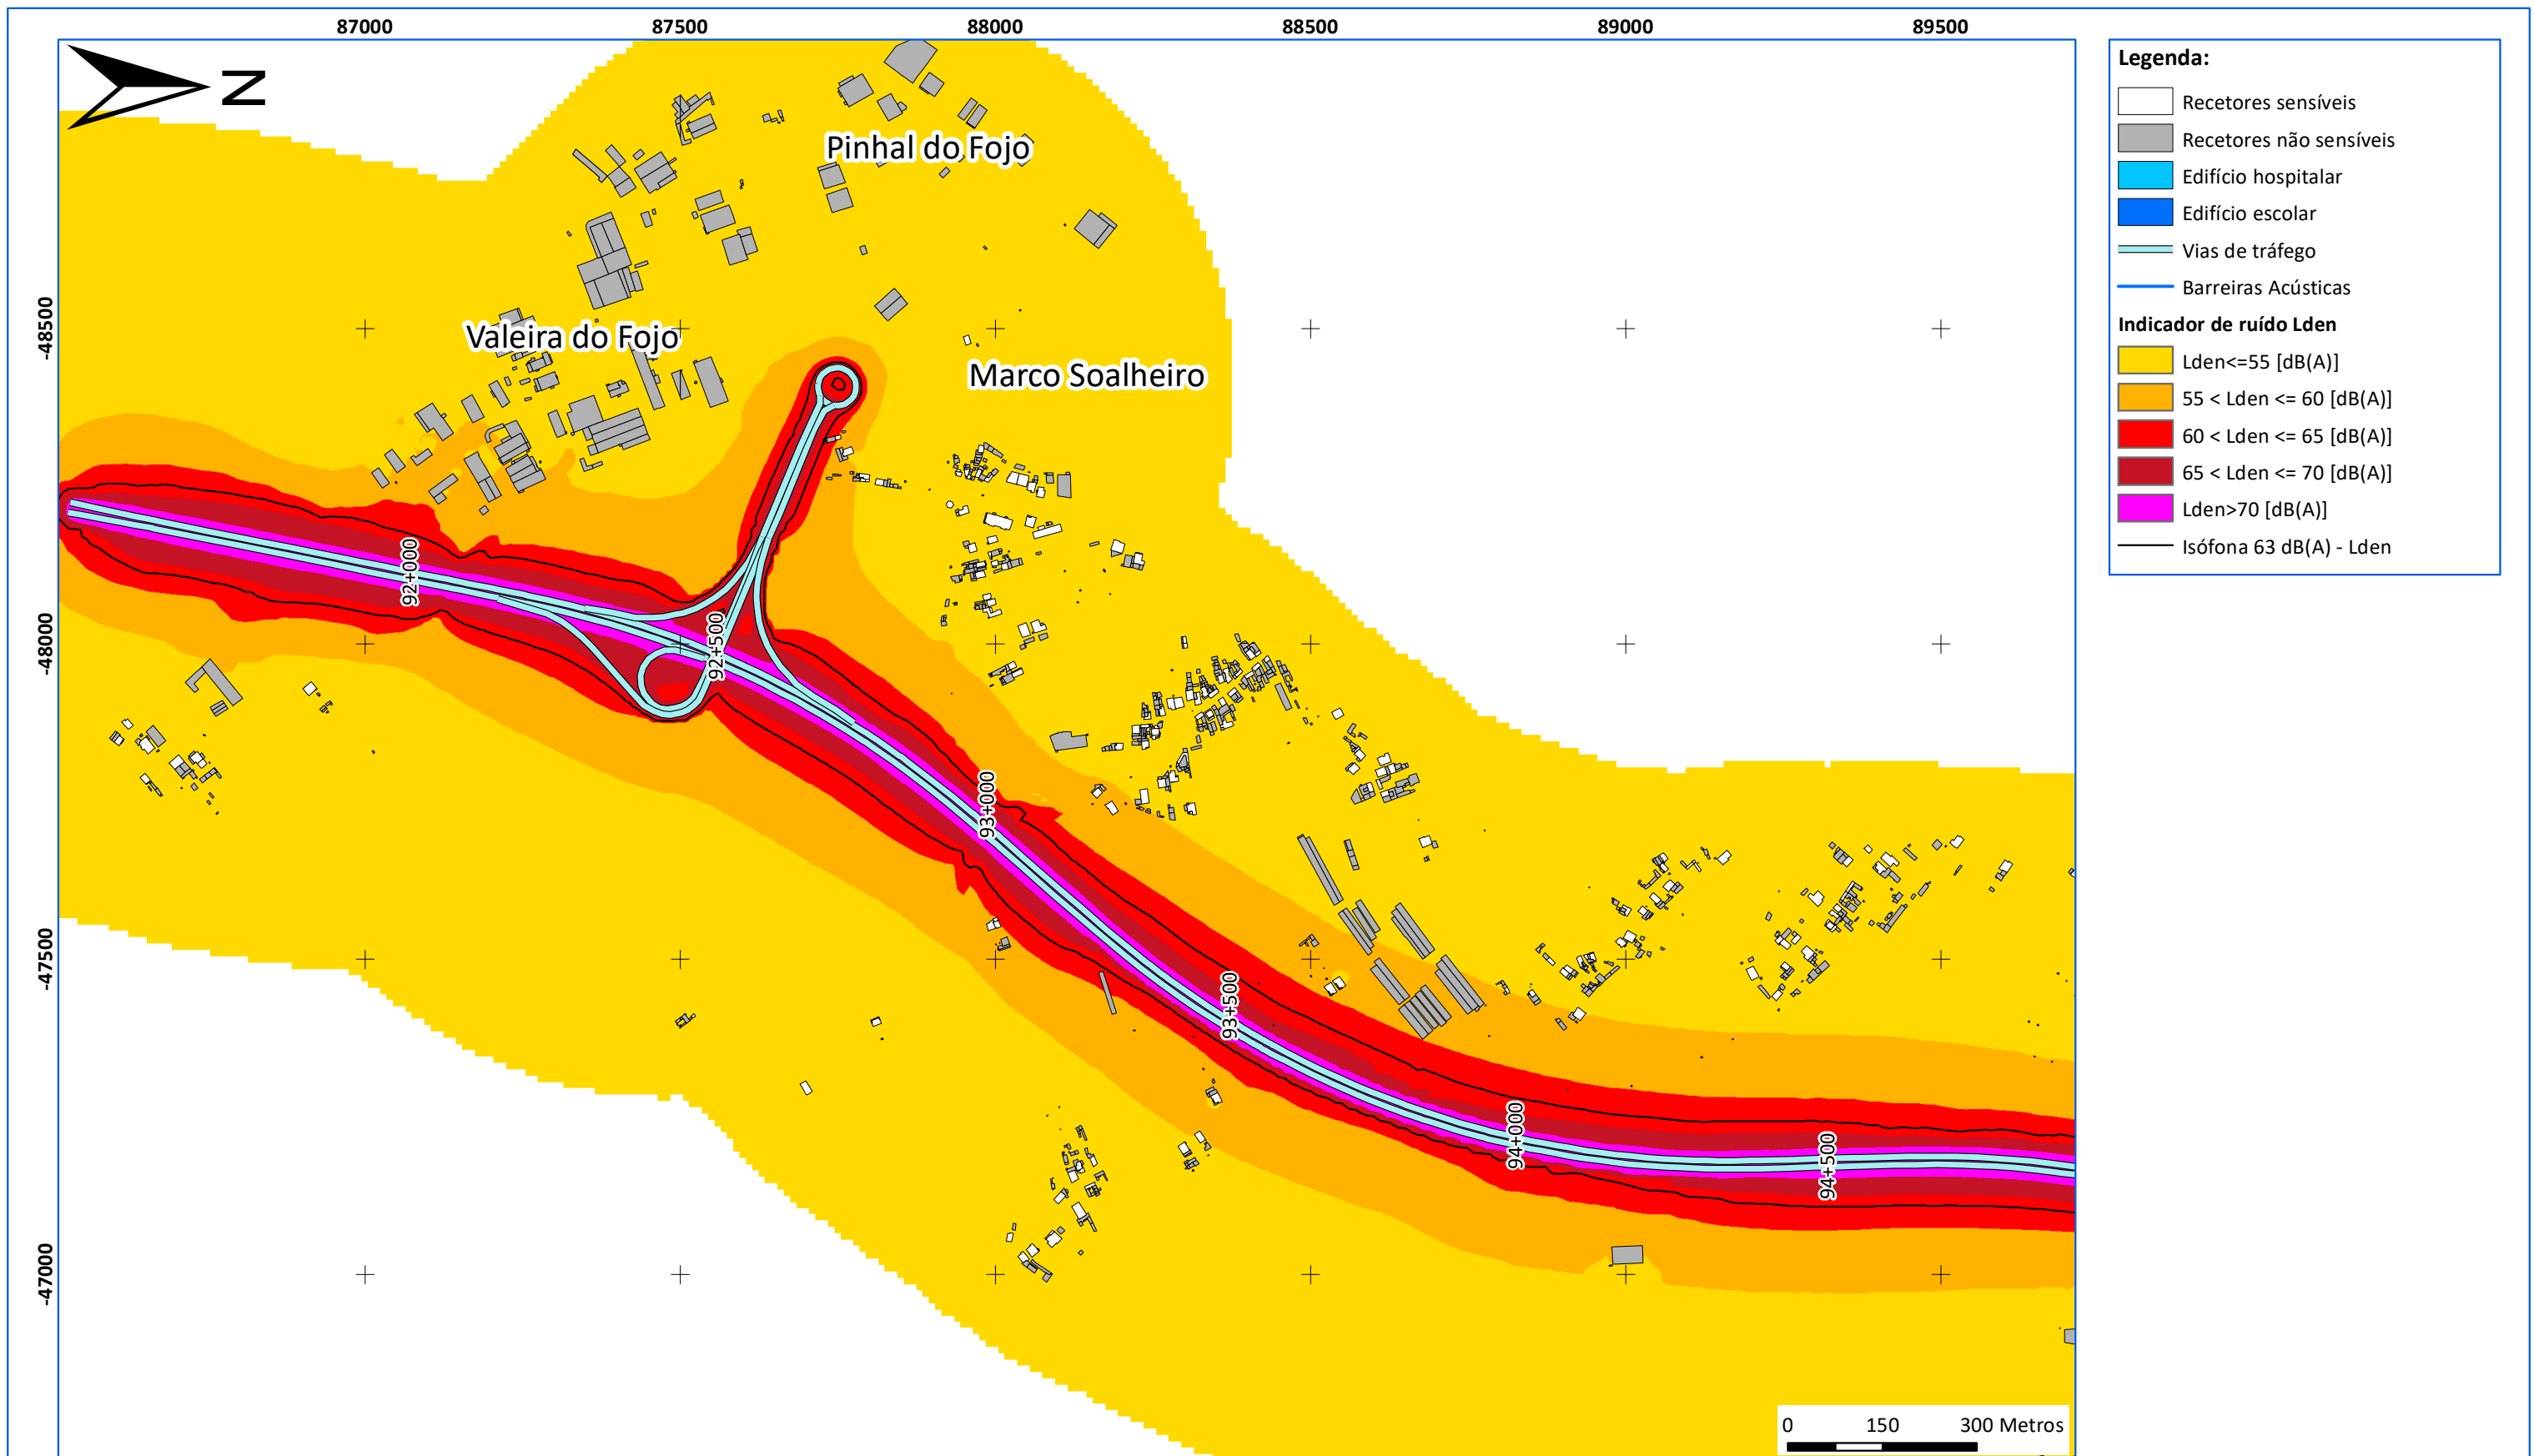 87000 87500 88000 88500 89000 89500
N
-48500
-48000
-47500
-47000
Pinhal do Fojo
Valeira do Fojo
Marco Soalheiro
92+000
92+500
93+000
93+500
94+000
94+500
0 150 300 Metros
Legenda:
Recetores sensíveis
Recetores não sensíveis
Edifício hospitalar
Edifício escolar
Vias de tráfego
Barreiras Acústicas
Indicador de ruído Lden
Lden<=55 [dB(A)]
55 < Lden <= 60 [dB(A)]
60 < Lden <= 65 [dB(A)]
65 < Lden <= 70 [dB(A)]
Lden>70 [dB(A)]
Isófona 63 dB(A) - Lden